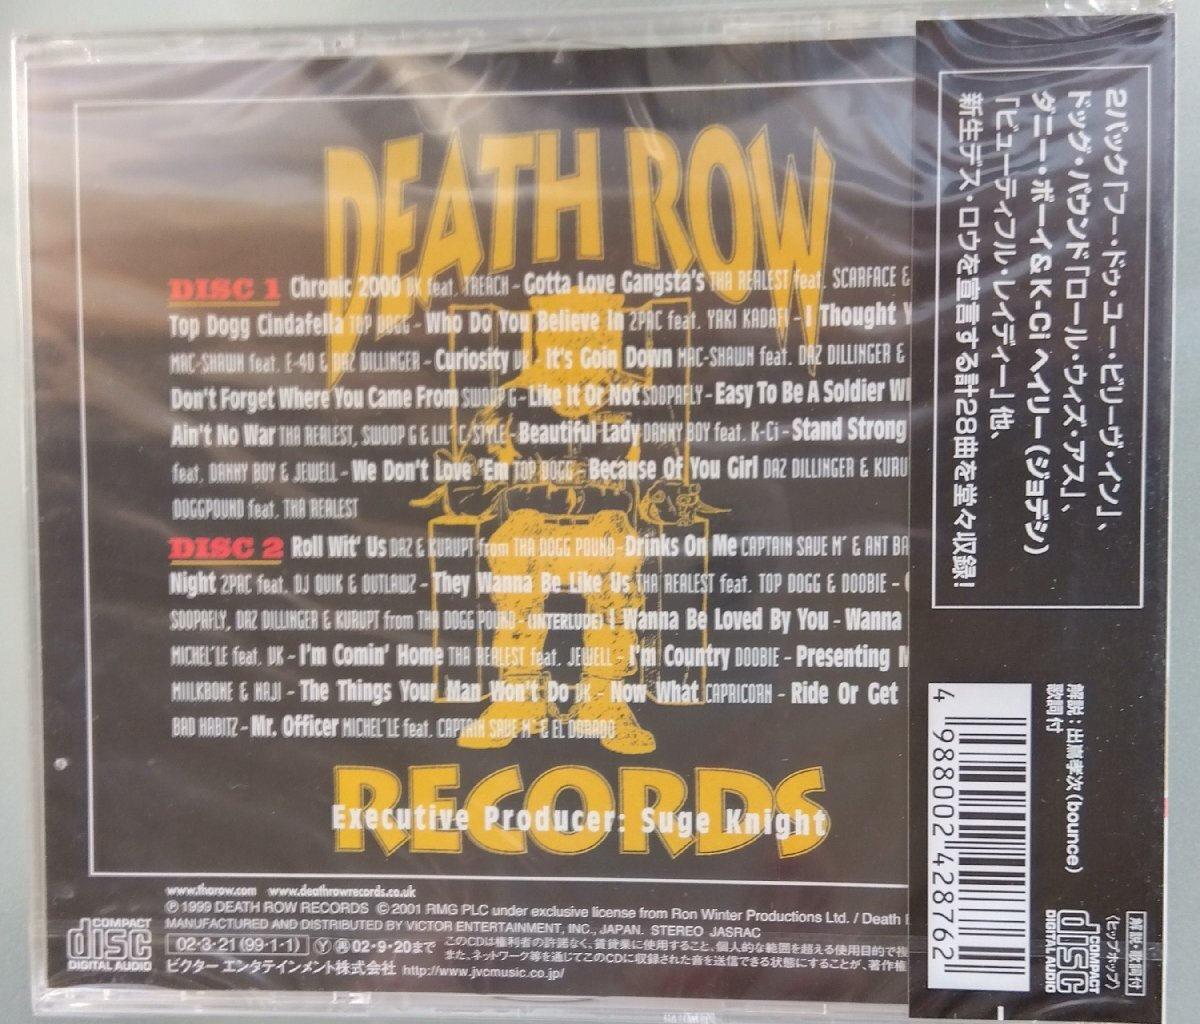 DEATH ROW
DISC 1 Chronic 2000 UK feat. TREACH – Gotta Love Gangsta's THA REALEST feat. SCARFACE &
Top Dogg Cindafella TOP DOGG – Who Do You Believe In 2PAC feat. YAKI KADAFI – I Thought
MAC-SHAWN feat. E-40 & DAZ DILLINGER – Curiosity UK – It's Goin Down MAC-SHAWN feat. DAZ DILLINGER &
Don't Forget Where You Came From SWOOP G – Like It Or Not SOOPAFLY – Easy To Be A Soldier
Ain't No War THA REALEST, SWOOP G & LIL' C-STYLE – Beautiful Lady DANNY BOY feat. K-Ci – Stand Strong
feat. DANNY BOY & JEWELL – We Don't Love 'Em TOP DOGG – Because Of You Girl DAZ DILLINGER &
DOGGPOUND feat. THA REALEST
DISC 2 Roll Wit' Us DAZ & KURUPT from THA DOGG POUND – Drinks On Me CAPTAIN SAVE M' & ANT
Night 2PAC feat. DJ QUIK & OUTLAWZ – They Wanna Be Like Us THA REALEST feat. TOP DOGG & DOOBIE –
SOOPAFLY, DAZ DILLINGER & KURUPT from THA DOGG POUND – (INTERLUDE) I Wanna Be Loved By You – Wanna
MICHEL'LE feat. UK – I'm Comin' Home THA REALEST feat. JEWELL – I'm Country DOOBIE – Presenting
MIILKBONE & NAJI – The Things Your Man Won't Do UK – Now What CAPRICORN – Ride Or Get
BAD HABITZ – Mr. Officer MICHEL'LE feat. CAPTAIN SAVE M' & EL DORADO
RECORDS
Executive Producer: Suge Knight
www.tharow.com www.deathrowrecords.co.uk
℗ 1999 DEATH ROW RECORDS © 2001 RMG PLC under exclusive license from Ron Winter Productions Ltd. / Death
MANUFACTURED AND DISTRIBUTED BY VICTOR ENTERTAINMENT, INC., JAPAN. STEREO JASRAC
COMPACT disc DIGITAL AUDIO
02・3・21 (99・1・1) Ⓨ 再 02・9・20まで
このCDは権利者の許諾なく、賃貸業に使用すること、個人的な範囲を超える使用目的で複
また、ネットワーク等を通じてこのCDに収録された音を送信できる状態にすることが、著作権
ビクター エンタテインメント株式会社 http://www.jvcmusic.co.jp/
2パック「フー・ドゥ・ユー・ビリーヴ・イン」、
ドッグ・パウンド「ロール・ウィズ・アス」、
ダニー・ボーイ&K-Ci ヘイリー(ジョデシ)
「ビューティフル・レイディー」他、
新生デス・ロウを宣言する計28曲を堂々収録!
解説:出嶌孝次(bounce)
歌詞付
4 988002 428762
解説・歌詞付
(ヒップホップ)
COMPACT disc DIGITAL AUDIO